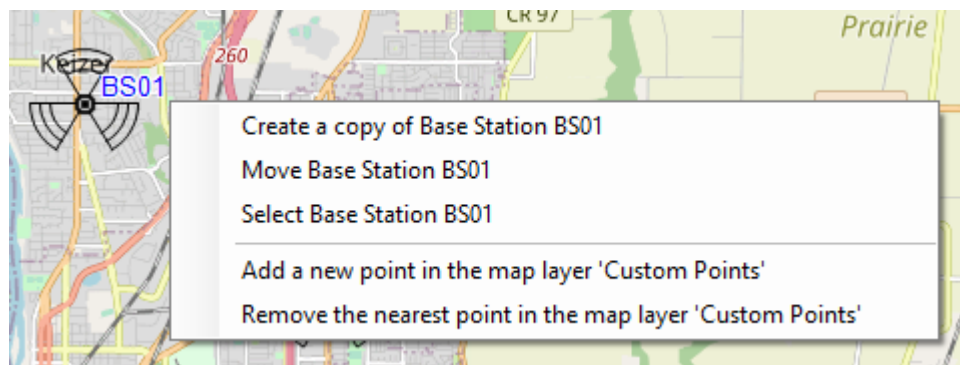 CR 97
Prairie
260
Keizer
BS01
Create a copy of Base Station BS01
Move Base Station BS01
Select Base Station BS01
Add a new point in the map layer 'Custom Points'
Remove the nearest point in the map layer 'Custom Points'